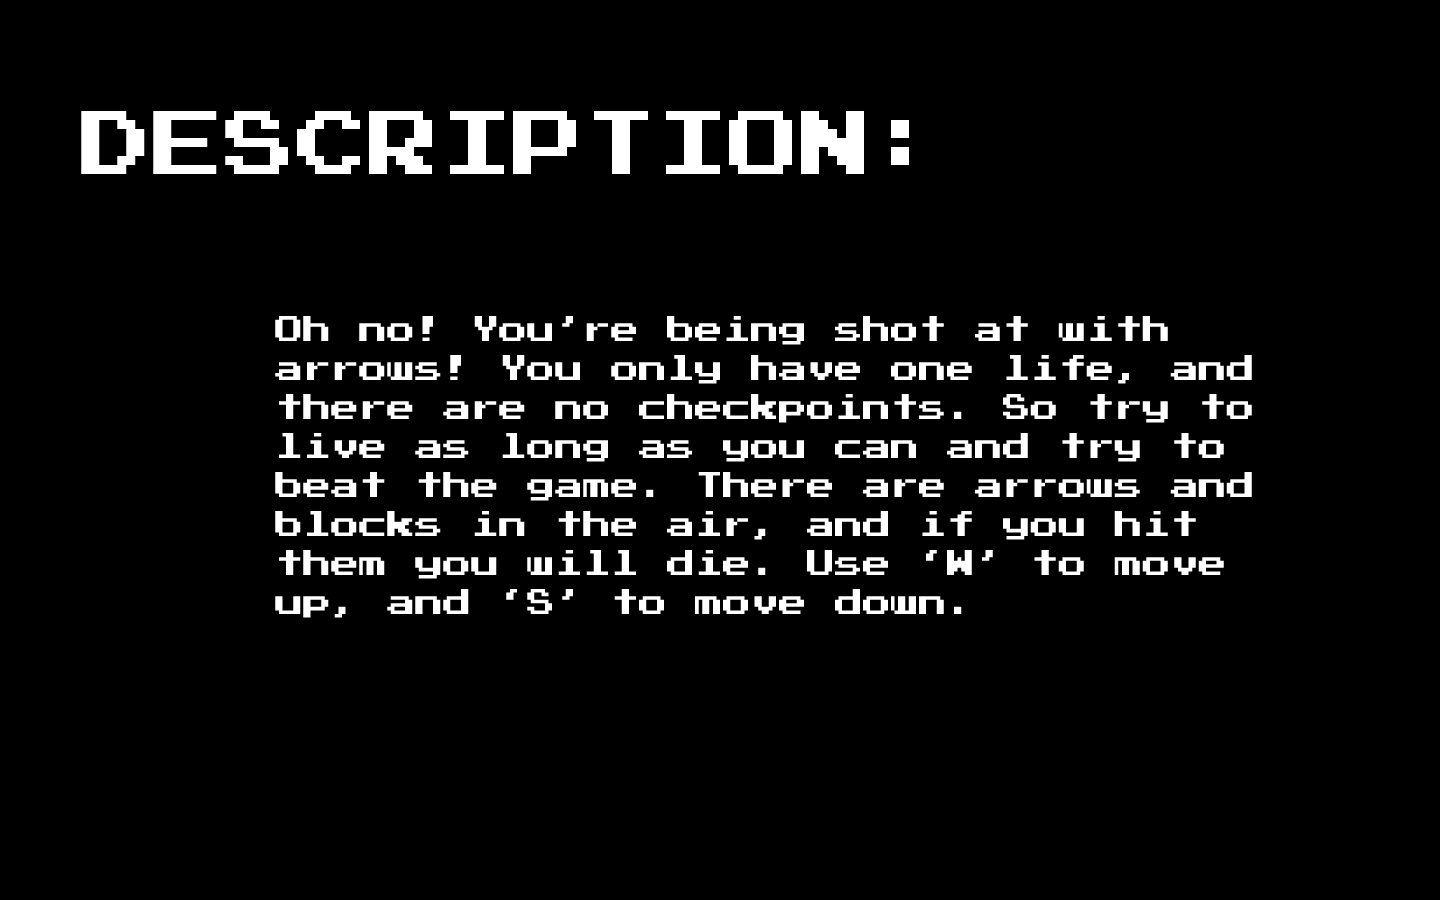 DESCRIPTION:
Oh no! You’re being shot at with
arrows! You only have one life, and
there are no checkpoints. So try to
live as long as you can and try to
beat the game. There are arrows and
blocks in the air, and if you hit
them you will die. Use ‘W’ to move
up, and ‘S’ to move down.